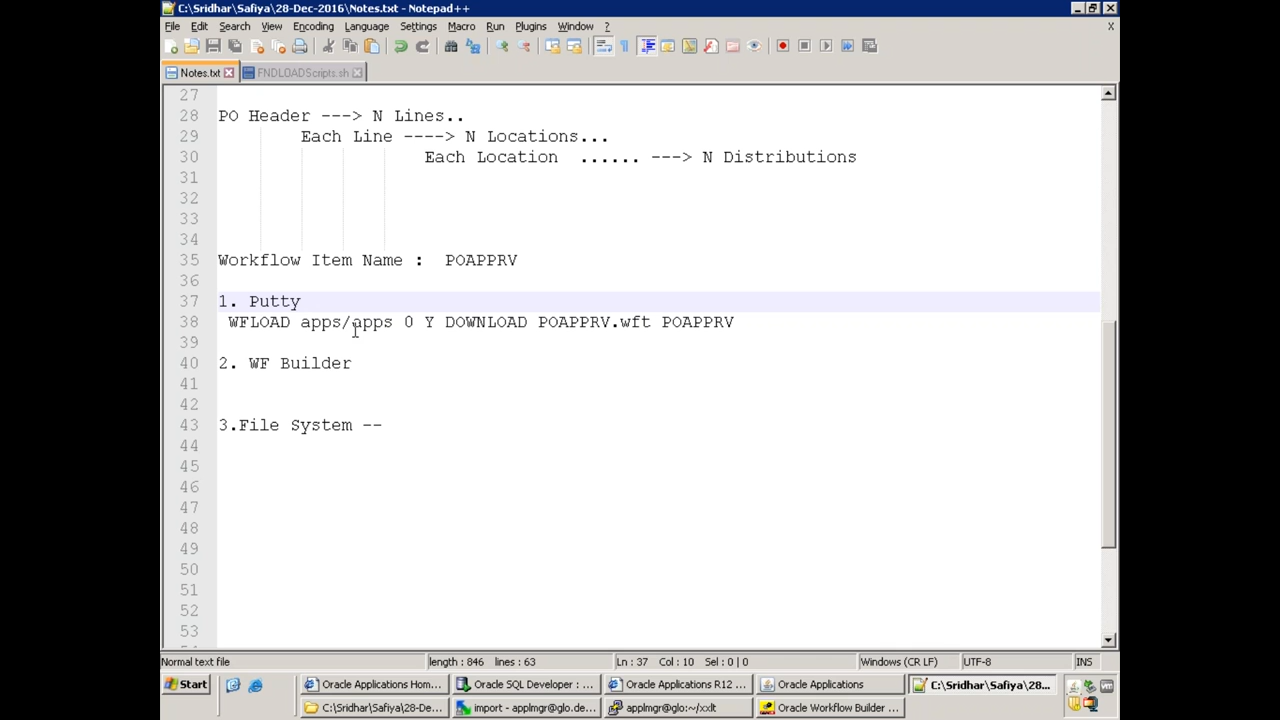 C:\Sridhar\Safiya\28-Dec-2016\Notes.txt - Notepad++
File Edit Search View Encoding Language Settings Macro Run Plugins Window ?
X
Notes.txt FNDLOADScripts.sh
27
28 PO Header ---> N Lines..
29 Each Line ----> N Locations...
30 Each Location ...... ---> N Distributions
31
32
33
34
35 Workflow Item Name : POAPPRV
36
37 1. Putty
38 WFLOAD apps/apps 0 Y DOWNLOAD POAPPRV.wft POAPPRV
39
40 2. WF Builder
41
42
43 3.File System --
44
45
46
47
48
49
50
51
52
53
Normal text file length : 846 lines : 63 Ln : 37 Col : 10 Sel : 0 | 0 Windows (CR LF) UTF-8 INS
Start Oracle Applications Hom... Oracle SQL Developer : ... Oracle Applications R12 ... Oracle Applications C:\Sridhar\Safiya\28...
C:\Sridhar\Safiya\28-De... import - applmgr@glo.de... applmgr@glo:~/xxlt Oracle Workflow Builder ...